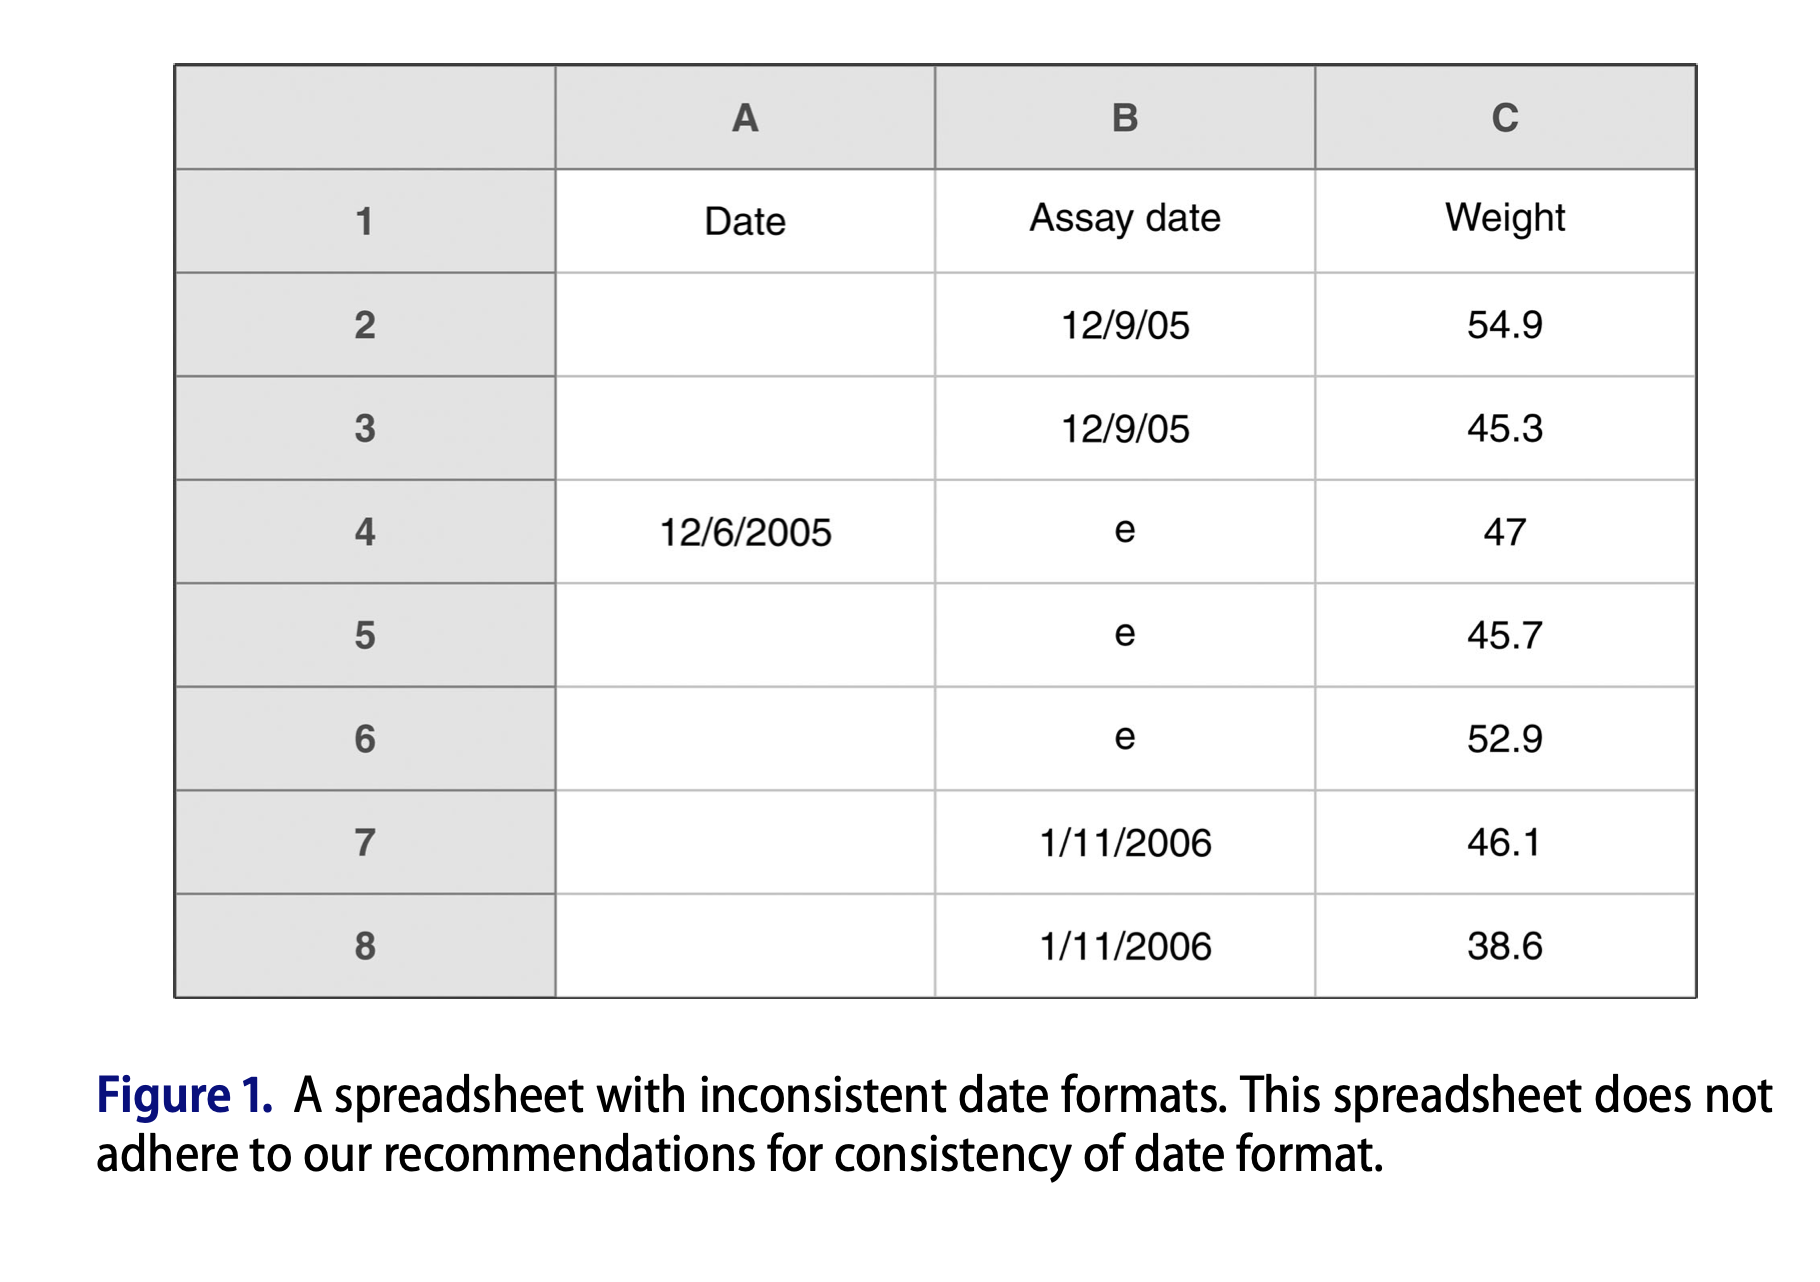 A B C
1 Date Assay date Weight
2 12/9/05 54.9
3 12/9/05 45.3
4 12/6/2005 e 47
5 e 45.7
6 e 52.9
7 1/11/2006 46.1
8 1/11/2006 38.6
Figure 1. A spreadsheet with inconsistent date formats. This spreadsheet does not
adhere to our recommendations for consistency of date format.